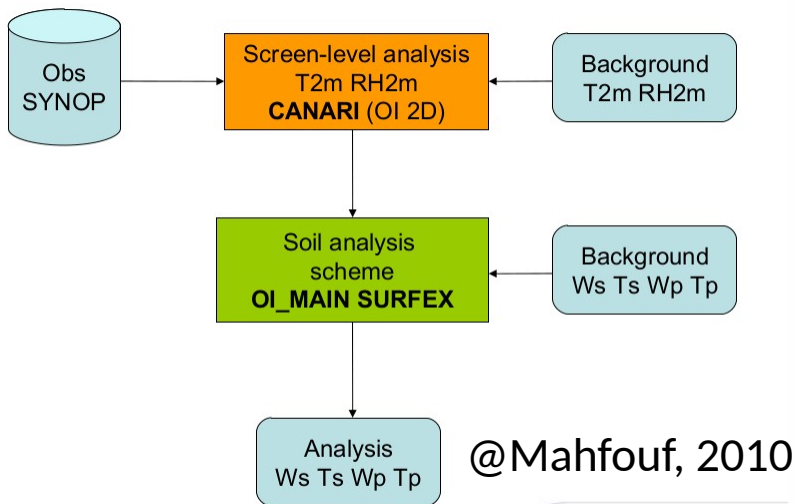 Obs
SYNOP
Screen-level analysis
T2m RH2m
CANARI (OI 2D)
Background
T2m RH2m
Soil analysis
scheme
OI_MAIN SURFEX
Background
Ws Ts Wp Tp
Analysis
Ws Ts Wp Tp
@Mahfouf, 2010